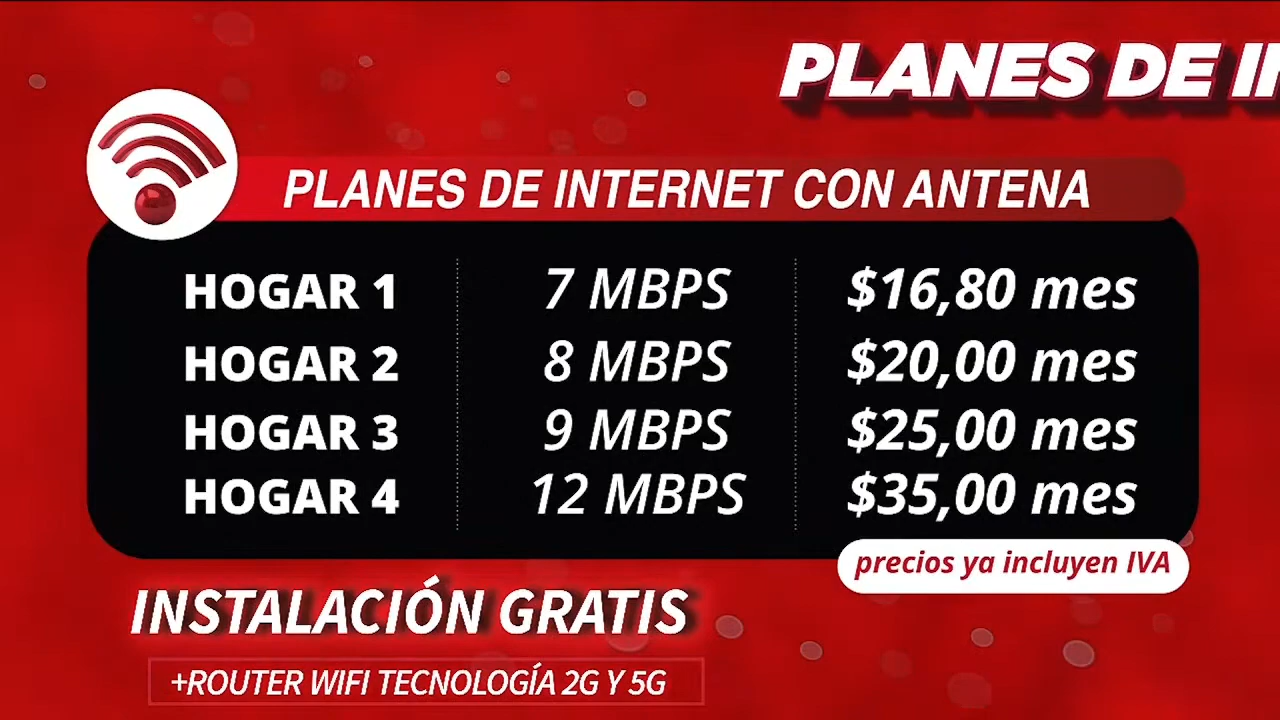 PLANES DE
PLANES DE INTERNET CON ANTENA
HOGAR 1 7 MBPS $16,80 mes
HOGAR 2 8 MBPS $20,00 mes
HOGAR 3 9 MBPS $25,00 mes
HOGAR 4 12 MBPS $35,00 mes
precios ya incluyen IVA
INSTALACIÓN GRATIS
+ROUTER WIFI TECNOLOGÍA 2G Y 5G